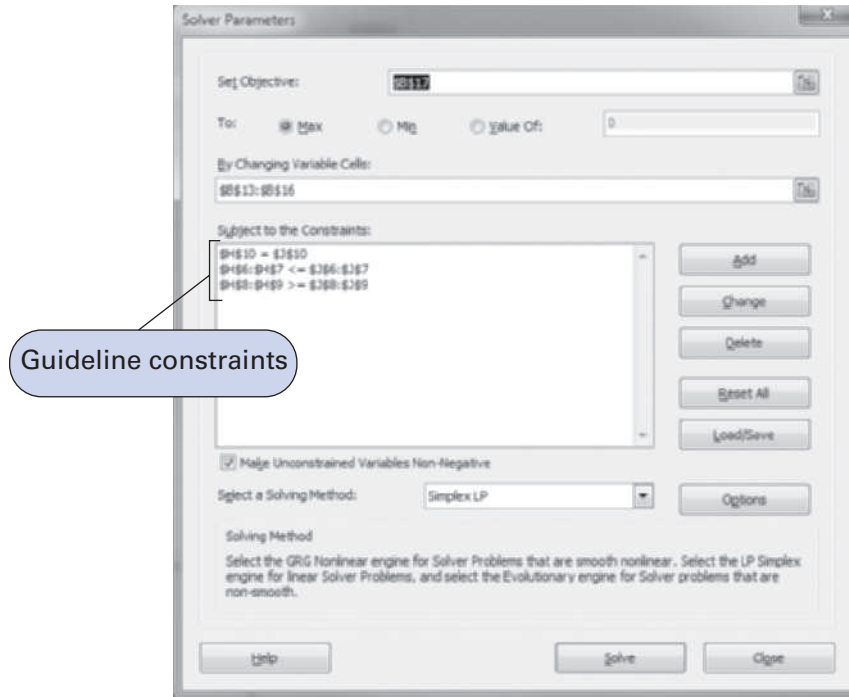 Solver Parameters
Set Objective:
$B$17
To:
Max
Min
Value Of:
0
By Changing Variable Cells:
$B$13:$B$16
Subject to the Constraints:
$H$10 = $J$10
$H$6:$H$7 <= $J$6:$J$7
$H$8:$H$9 >= $J$8:$J$9
Add
Change
Delete
Reset All
Load/Save
Guideline constraints
Make Unconstrained Variables Non-Negative
Select a Solving Method:
Simplex LP
Options
Solving Method
Select the GRG Nonlinear engine for Solver Problems that are smooth nonlinear. Select the LP Simplex
engine for linear Solver Problems, and select the Evolutionary engine for Solver problems that are
non-smooth.
Help
Solve
Close